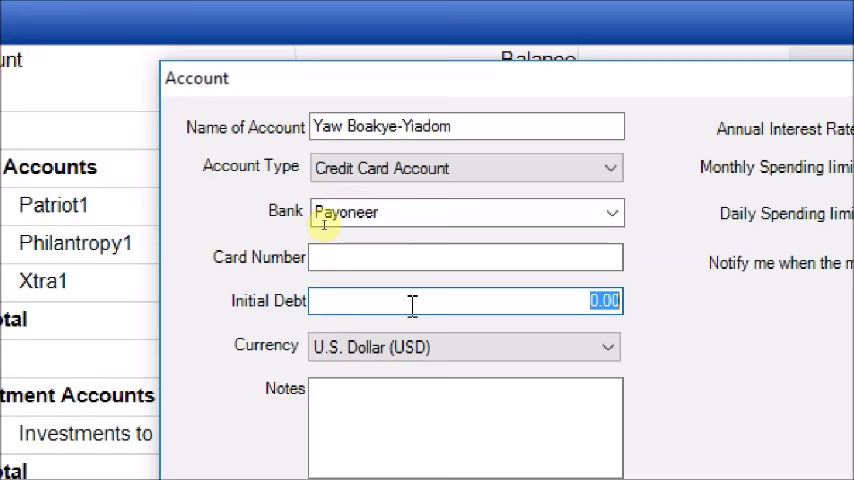 unt
Balance
Account
Name of Account Yaw Boakye-Yiadom
Annual Interest Rate
Account Type Credit Card Account
Monthly Spending limi
Accounts
Patriot1
Bank Payoneer
Daily Spending limi
Philantropy1
Card Number
Notify me when the m
Xtra1
Initial Debt 0.00
tal
Currency U.S. Dollar (USD)
Notes
tment Accounts
Investments to
tal